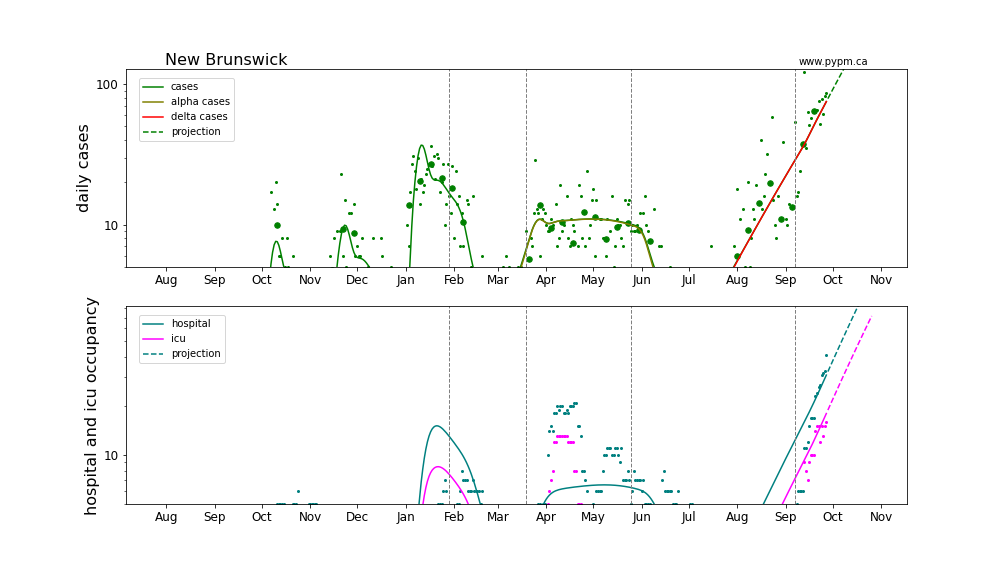 New Brunswick
www.pypm.ca
daily cases
100
10
cases
alpha cases
delta cases
projection
Aug Sep Oct Nov Dec Jan Feb Mar Apr May Jun Jul Aug Sep Oct Nov
hospital and icu occupancy
10
hospital
icu
projection
Aug Sep Oct Nov Dec Jan Feb Mar Apr May Jun Jul Aug Sep Oct Nov